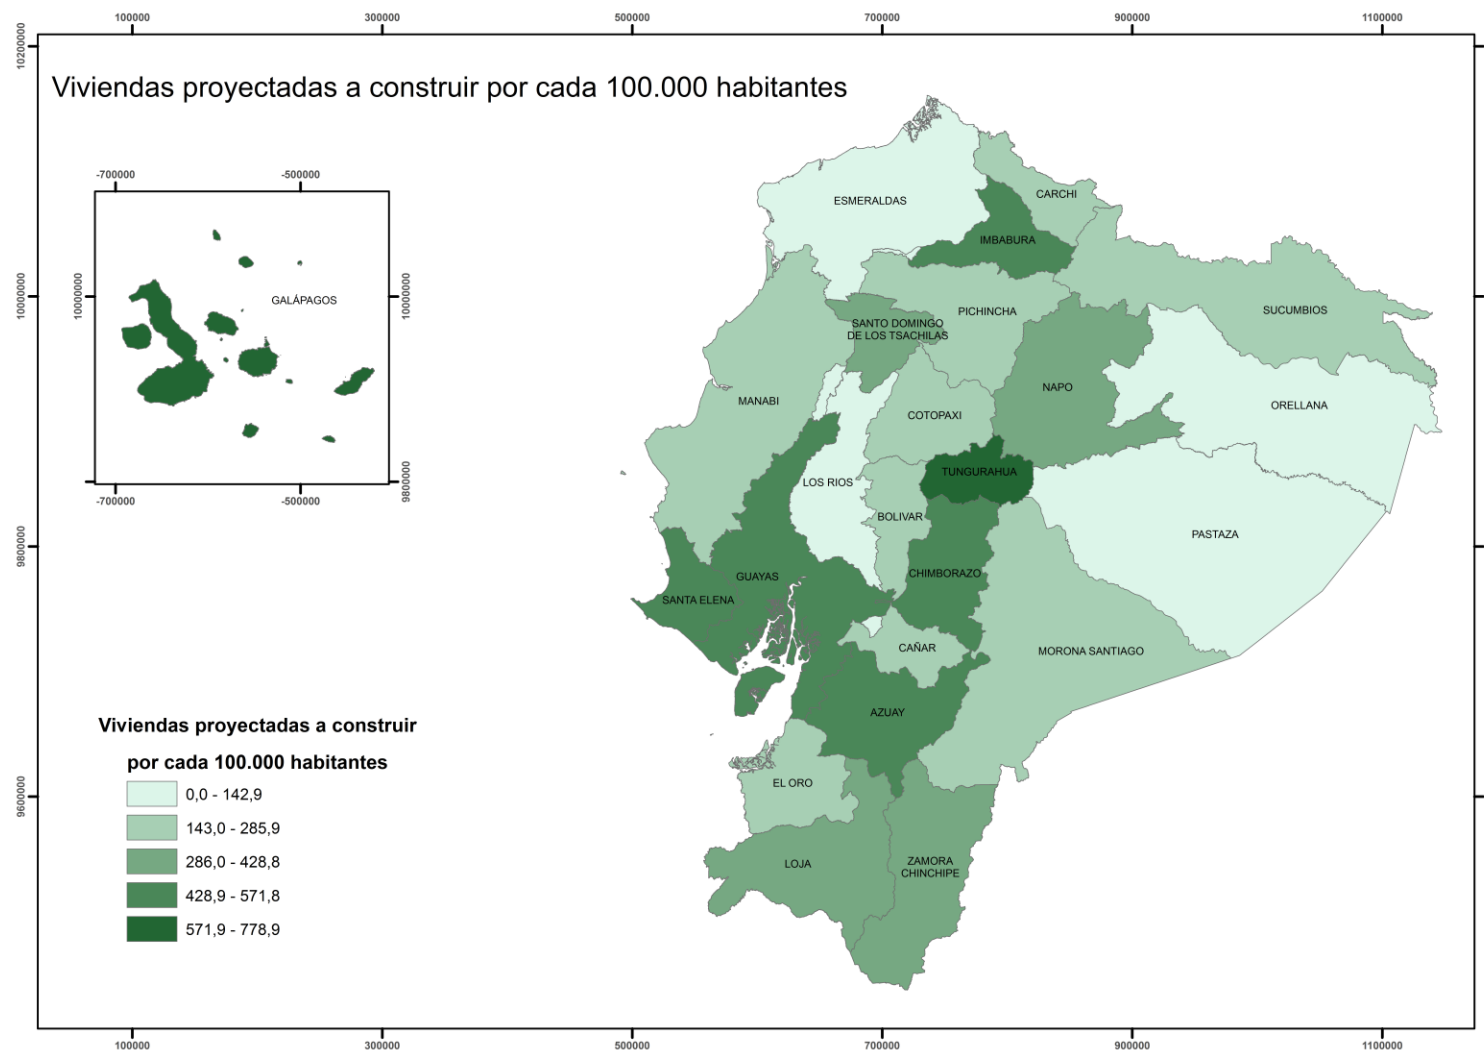 100000
300000
500000
700000
900000
1100000
10200000
Viviendas proyectadas a construir por cada 100.000 habitantes
-700000
-500000
ESMERALDAS
CARCHI
IMBABURA
GALÁPAGOS
10000000
10000000
10000000
10000000
PICHINCHA
SUCUMBIOS
SANTO DOMINGO
DE LOS TSACHILAS
NAPO
MANABI
ORELLANA
COTOPAXI
TUNGURAHUA
LOS RIOS
9800000
-700000
-500000
BOLIVAR
PASTAZA
9800000
9800000
CHIMBORAZO
GUAYAS
SANTA ELENA
CAÑAR
MORONA SANTIAGO
AZUAY
Viviendas proyectadas a construir
por cada 100.000 habitantes
0,0 - 142,9
143,0 - 285,9
286,0 - 428,8
428,9 - 571,8
571,9 - 778,9
9600000
EL ORO
LOJA
ZAMORA
CHINCHIPE
100000
300000
500000
700000
900000
1100000